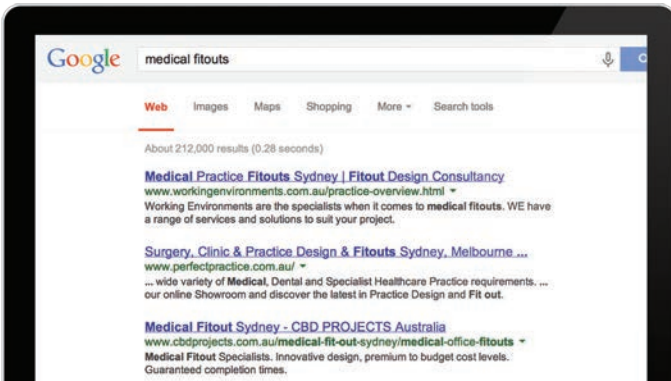 Google medical fitouts
Web Images Maps Shopping More Search tools
About 212,000 results (0.28 seconds)
Medical Practice Fitouts Sydney | Fitout Design Consultancy
www.workingenvironments.com.au/practice-overview.html
Working Environments are the specialists when it comes to medical fitouts. WE have
a range of services and solutions to suit your project.
Surgery, Clinic & Practice Design & Fitouts Sydney, Melbourne ...
www.perfectpractice.com.au/
... wide variety of Medical, Dental and Specialist Healthcare Practice requirements. ...
our online Showroom and discover the latest in Practice Design and Fit out.
Medical Fitout Sydney - CBD PROJECTS Australia
www.cbdprojects.com.au/medical-fit-out-sydney/medical-office-fitouts
Medical Fitout Specialists. Innovative design, premium to budget cost levels.
Guaranteed completion times.